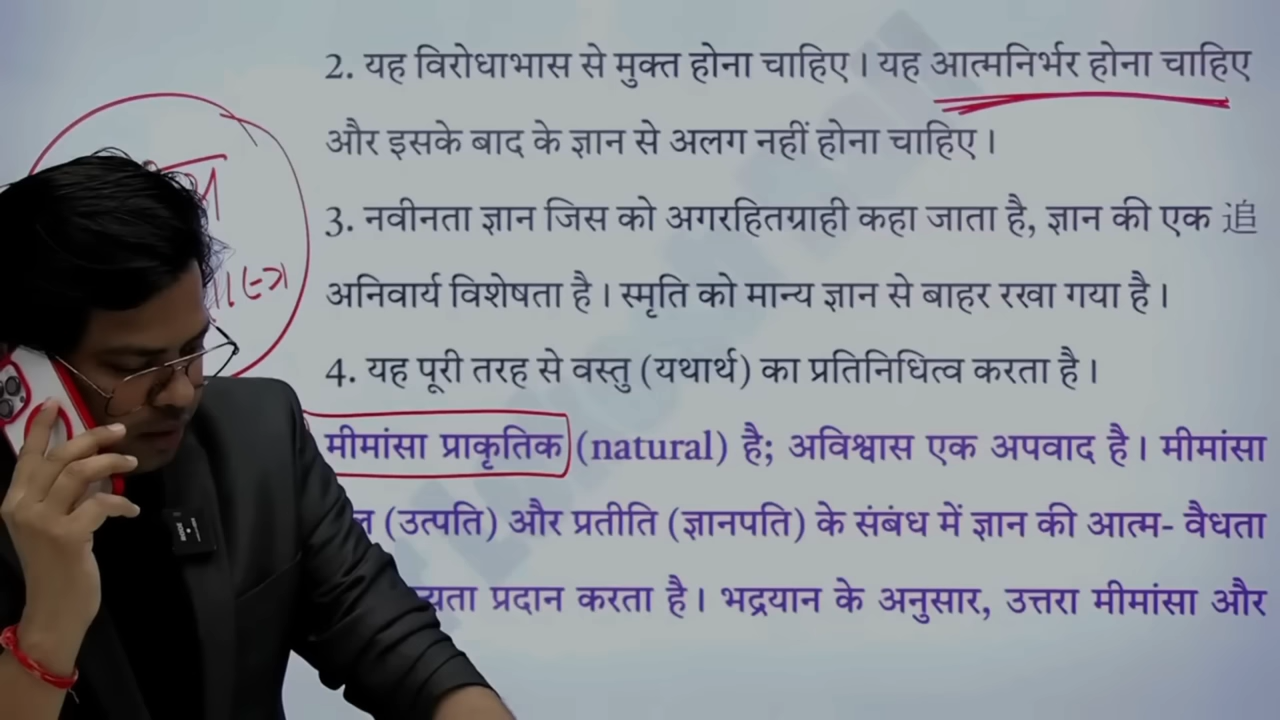 2. यह विरोधाभास से मुक्त होना चाहिए। यह आत्मनिर्भर होना चाहिए
और इसके बाद के ज्ञान से अलग नहीं होना चाहिए।
3. नवीनता ज्ञान जिस को अगरहितग्राही कहा जाता है, ज्ञान की एक 追
अनिवार्य विशेषता है। स्मृति को मान्य ज्ञान से बाहर रखा गया है।
4. यह पूरी तरह से वस्तु (यथार्थ) का प्रतिनिधित्व करता है।
मीमांसा प्राकृतिक (natural) है; अविश्वास एक अपवाद है। मीमांसा
(उत्पति) और प्रतीति (ज्ञानपति) के संबंध में ज्ञान की आत्म- वैधता
प्रदान करता है। भद्रयान के अनुसार, उत्तरा मीमांसा और